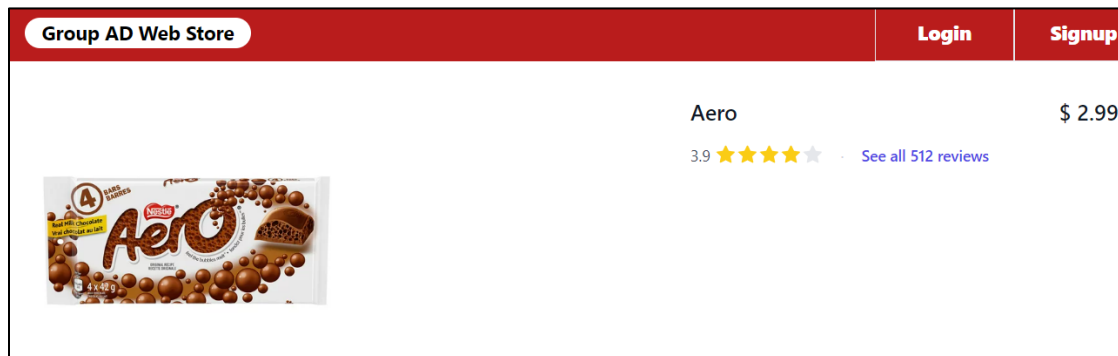 Group AD Web Store
Login
Signup
Aero
$ 2.99
3.9
See all 512 reviews
4 BARS
BARRES
Nestlé
Real Milk Chocolate
Vrai chocolat au lait
Aero
Aero
4 x 42 g